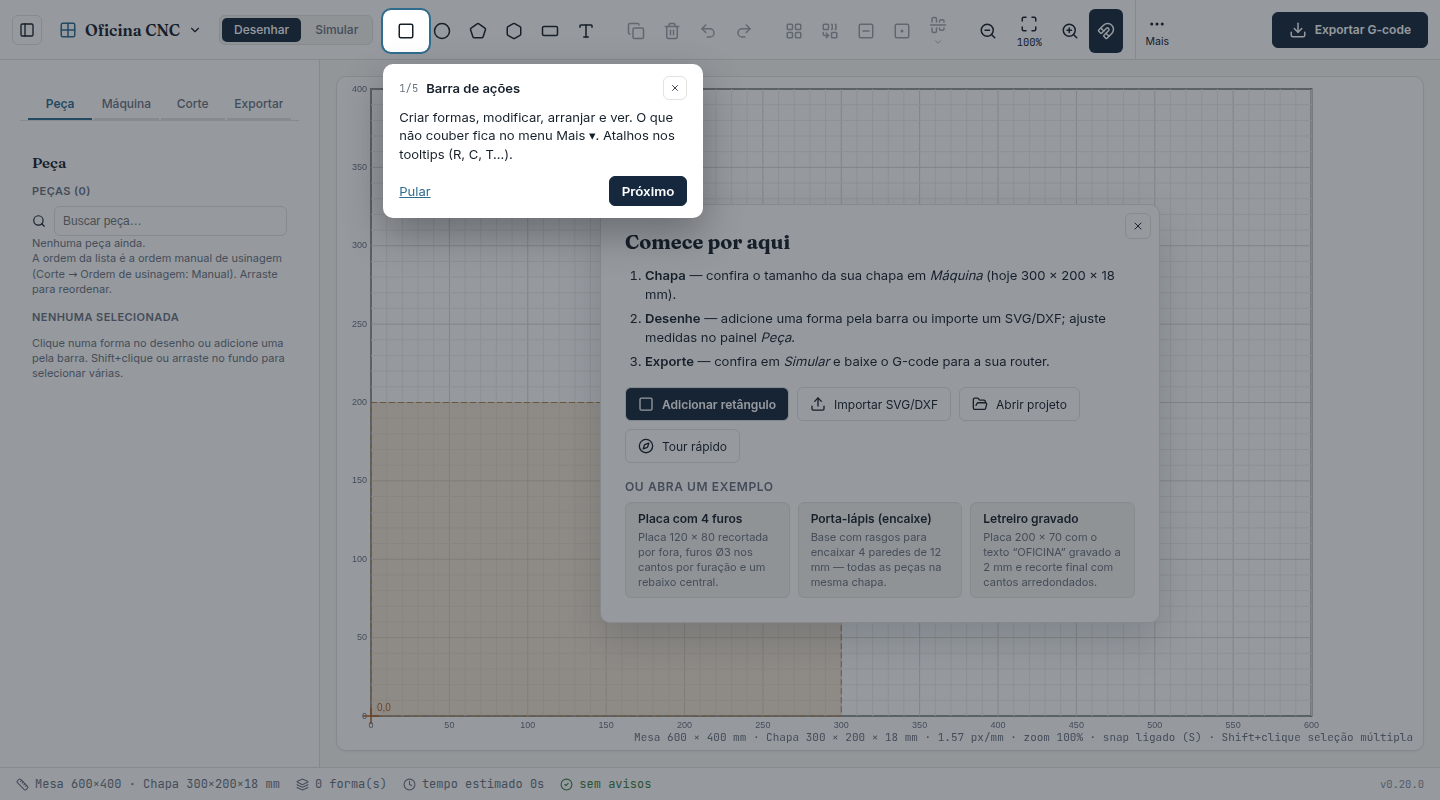 Oficina CNC
Desenhar
Simular
100%
Mais
Exportar G-code
1/5 Barra de ações
Criar formas, modificar, arranjar e ver. O que
não couber fica no menu Mais ▾. Atalhos nos
tooltips (R, C, T…).
Pular
Próximo
Peça
Máquina
Corte
Exportar
Peça
PEÇAS (0)
Buscar peça…
Nenhuma peça ainda.
A ordem da lista é a ordem manual de usinagem
(Corte → Ordem de usinagem: Manual). Arraste
para reordenar.
NENHUMA SELECIONADA
Clique numa forma no desenho ou adicione uma
pela barra. Shift+clique ou arraste no fundo para
selecionar várias.
400
350
300
250
200
150
100
50
0
0,0
0 50 100 150 200 250 300 350 400 450 500 550 600
Comece por aqui
1. Chapa — confira o tamanho da sua chapa em Máquina (hoje 300 × 200 × 18
mm).
2. Desenhe — adicione uma forma pela barra ou importe um SVG/DXF; ajuste
medidas no painel Peça.
3. Exporte — confira em Simular e baixe o G-code para a sua router.
Adicionar retângulo
Importar SVG/DXF
Abrir projeto
Tour rápido
OU ABRA UM EXEMPLO
Placa com 4 furos
Placa 120 × 80 recortada
por fora, furos Ø3 nos
cantos por furação e um
rebaixo central.
Porta-lápis (encaixe)
Base com rasgos para
encaixar 4 paredes de 12
mm — todas as peças na
mesma chapa.
Letreiro gravado
Placa 200 × 70 com o
texto “OFICINA” gravado a
2 mm e recorte final com
cantos arredondados.
Mesa 600 × 400 mm · Chapa 300 × 200 × 18 mm · 1.57 px/mm · zoom 100% · snap ligado (S) · Shift+clique seleção múltipla
Mesa 600×400 · Chapa 300×200×18 mm
0 forma(s)
tempo estimado 0s
sem avisos
v0.20.0